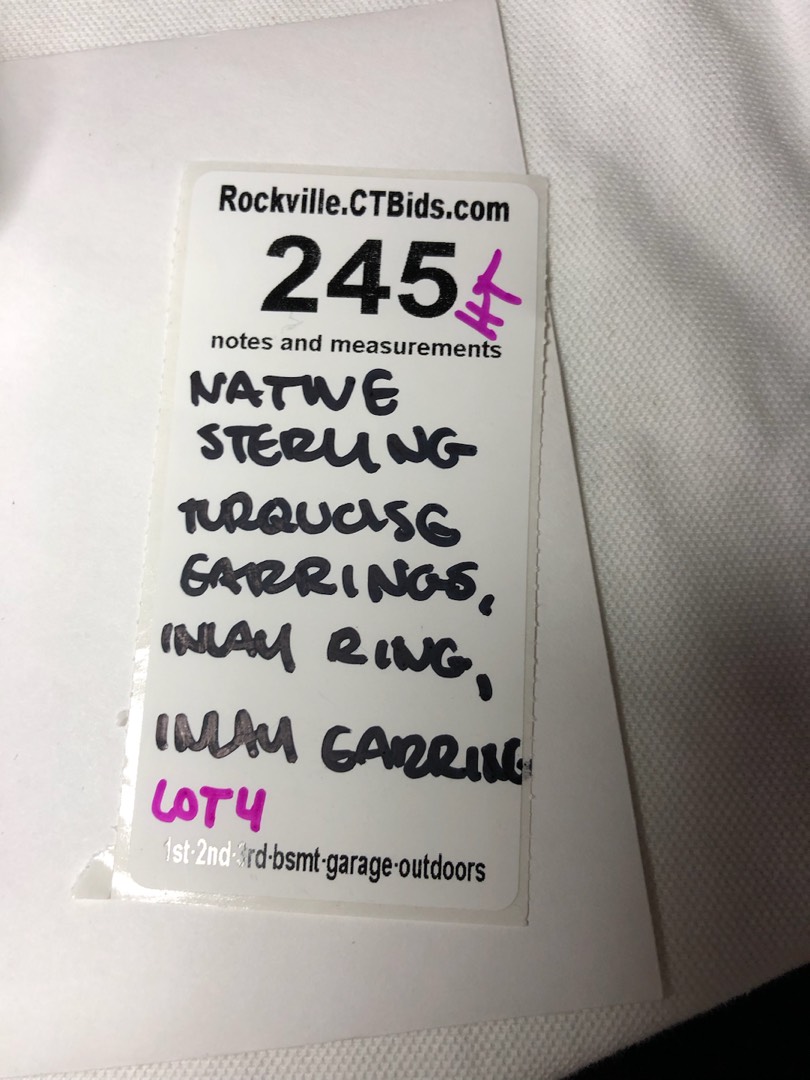 Rockville.CTBids.com
245 HT
notes and measurements
NATIVE
STERLING
TURQUOISE
EARRINGS,
INLAY RING,
INLAY EARRING
LOT 4
1st·2nd·3rd·bsmt·garage·outdoors